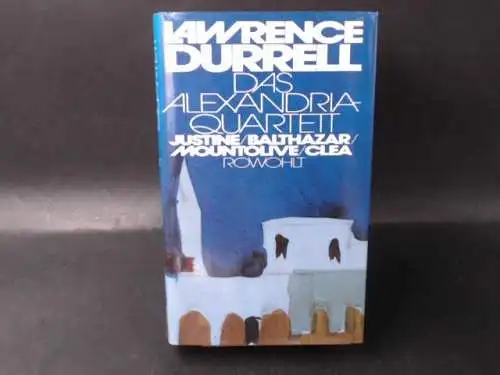 LAWRENCE
DURRELL
DAS
ALEXANDRIA-
QUARTETT
JUSTINE/BALTHAZAR/
MOUNTOLIVE/CLEA
ROWOHLT